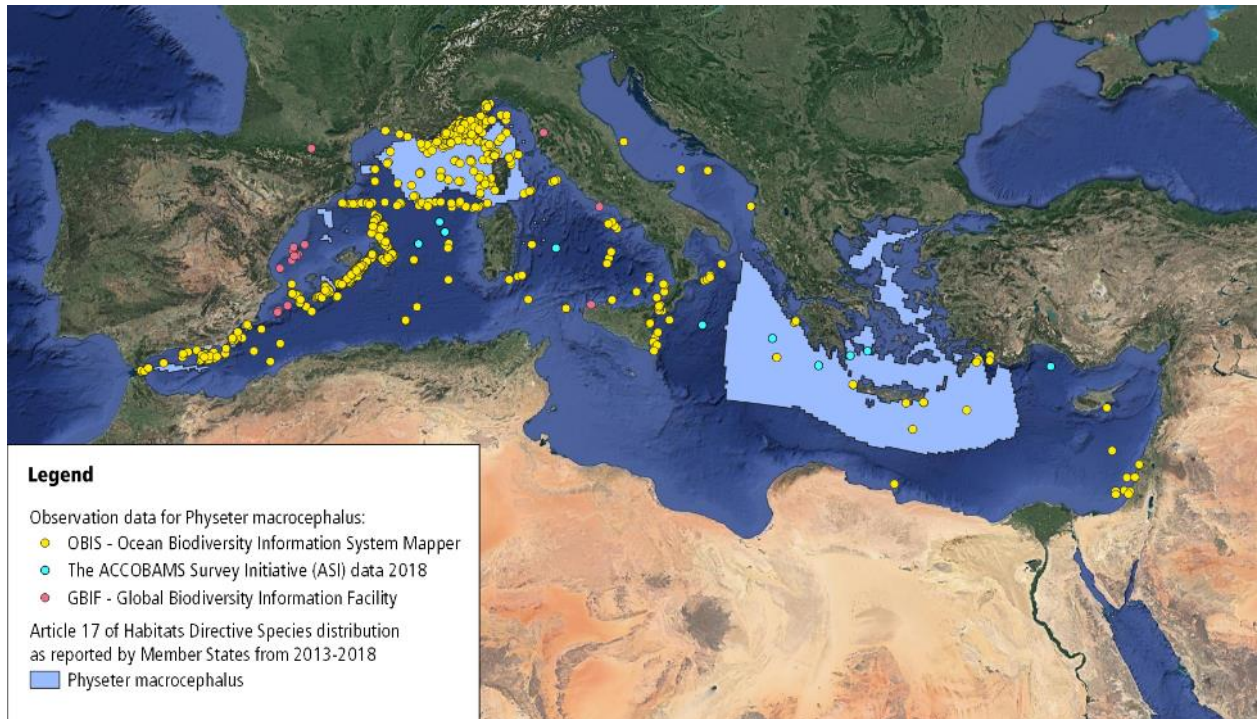 Legend
Observation data for Physeter macrocephalus:
OBIS - Ocean Biodiversity Information System Mapper
The ACCOBAMS Survey Initiative (ASI) data 2018
GBIF - Global Biodiversity Information Facility
Article 17 of Habitats Directive Species distribution
as reported by Member States from 2013-2018
Physeter macrocephalus